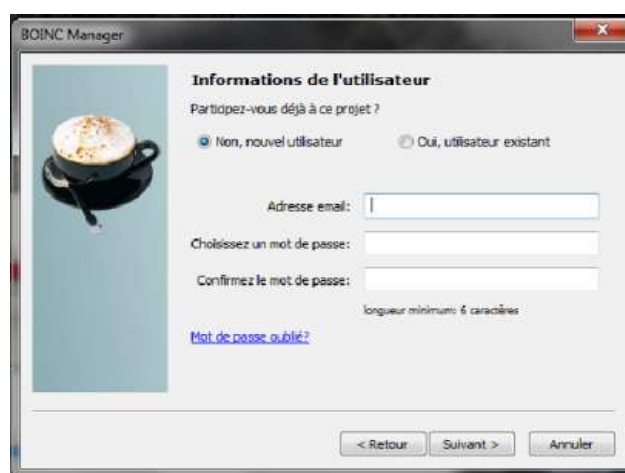 BOINC Manager
Informations de l'utilisateur
Participez-vous déjà à ce projet ?
Non, nouvel utilisateur
Oui, utilisateur existant
Adresse email:
Choisissez un mot de passe:
Confirmez le mot de passe:
longueur minimum: 6 caractères
Mot de passe oublié?
< Retour
Suivant >
Annuler